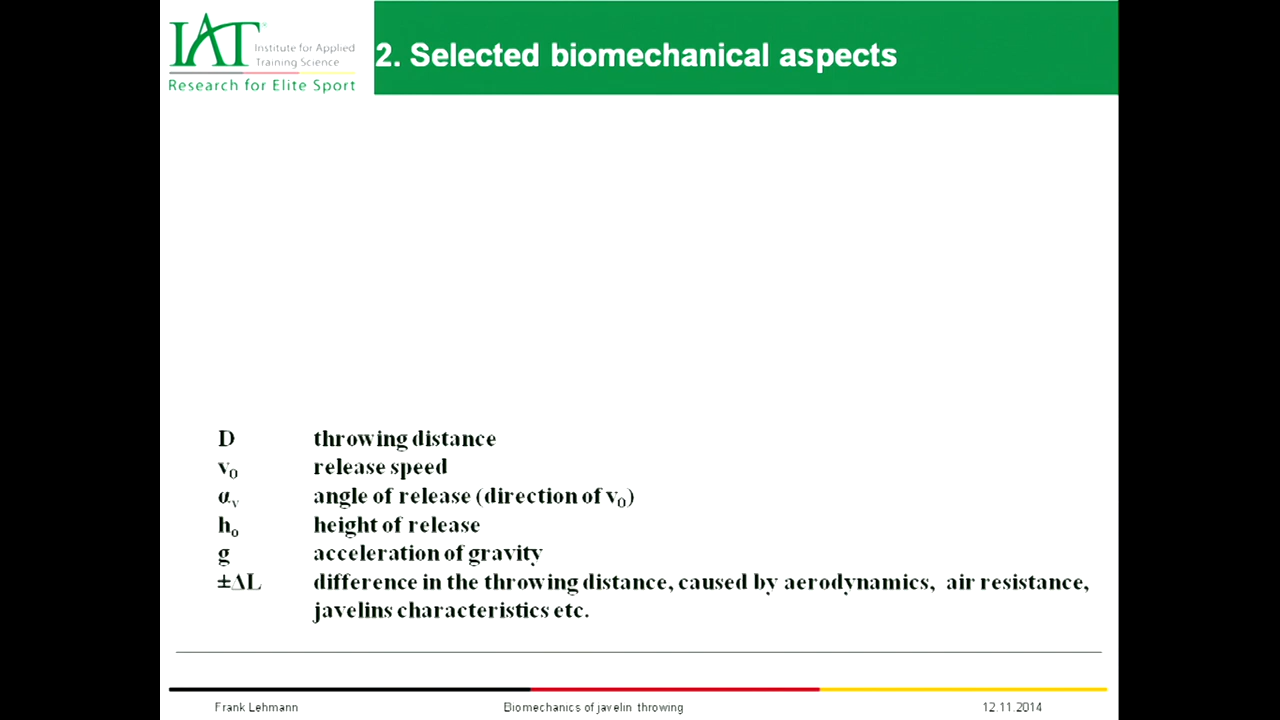 IAT
Institute for Applied
Training Science
Research for Elite Sport
2. Selected biomechanical aspects
D throwing distance
v₀ release speed
αᵥ angle of release (direction of v₀)
hₒ height of release
g acceleration of gravity
±ΔL difference in the throwing distance, caused by aerodynamics, air resistance,
javelins characteristics etc.
Frank Lehmann Biomechanics of javelin throwing 12.11.2014